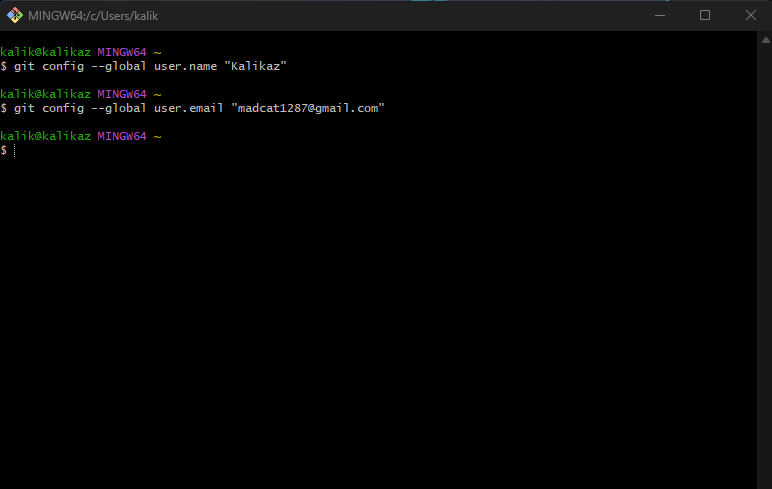 MINGW64:/c/Users/kalik
kalik@kalikaz MINGW64 ~
$ git config --global user.name "Kalikaz"
kalik@kalikaz MINGW64 ~
$ git config --global user.email "madcat1287@gmail.com"
kalik@kalikaz MINGW64 ~
$